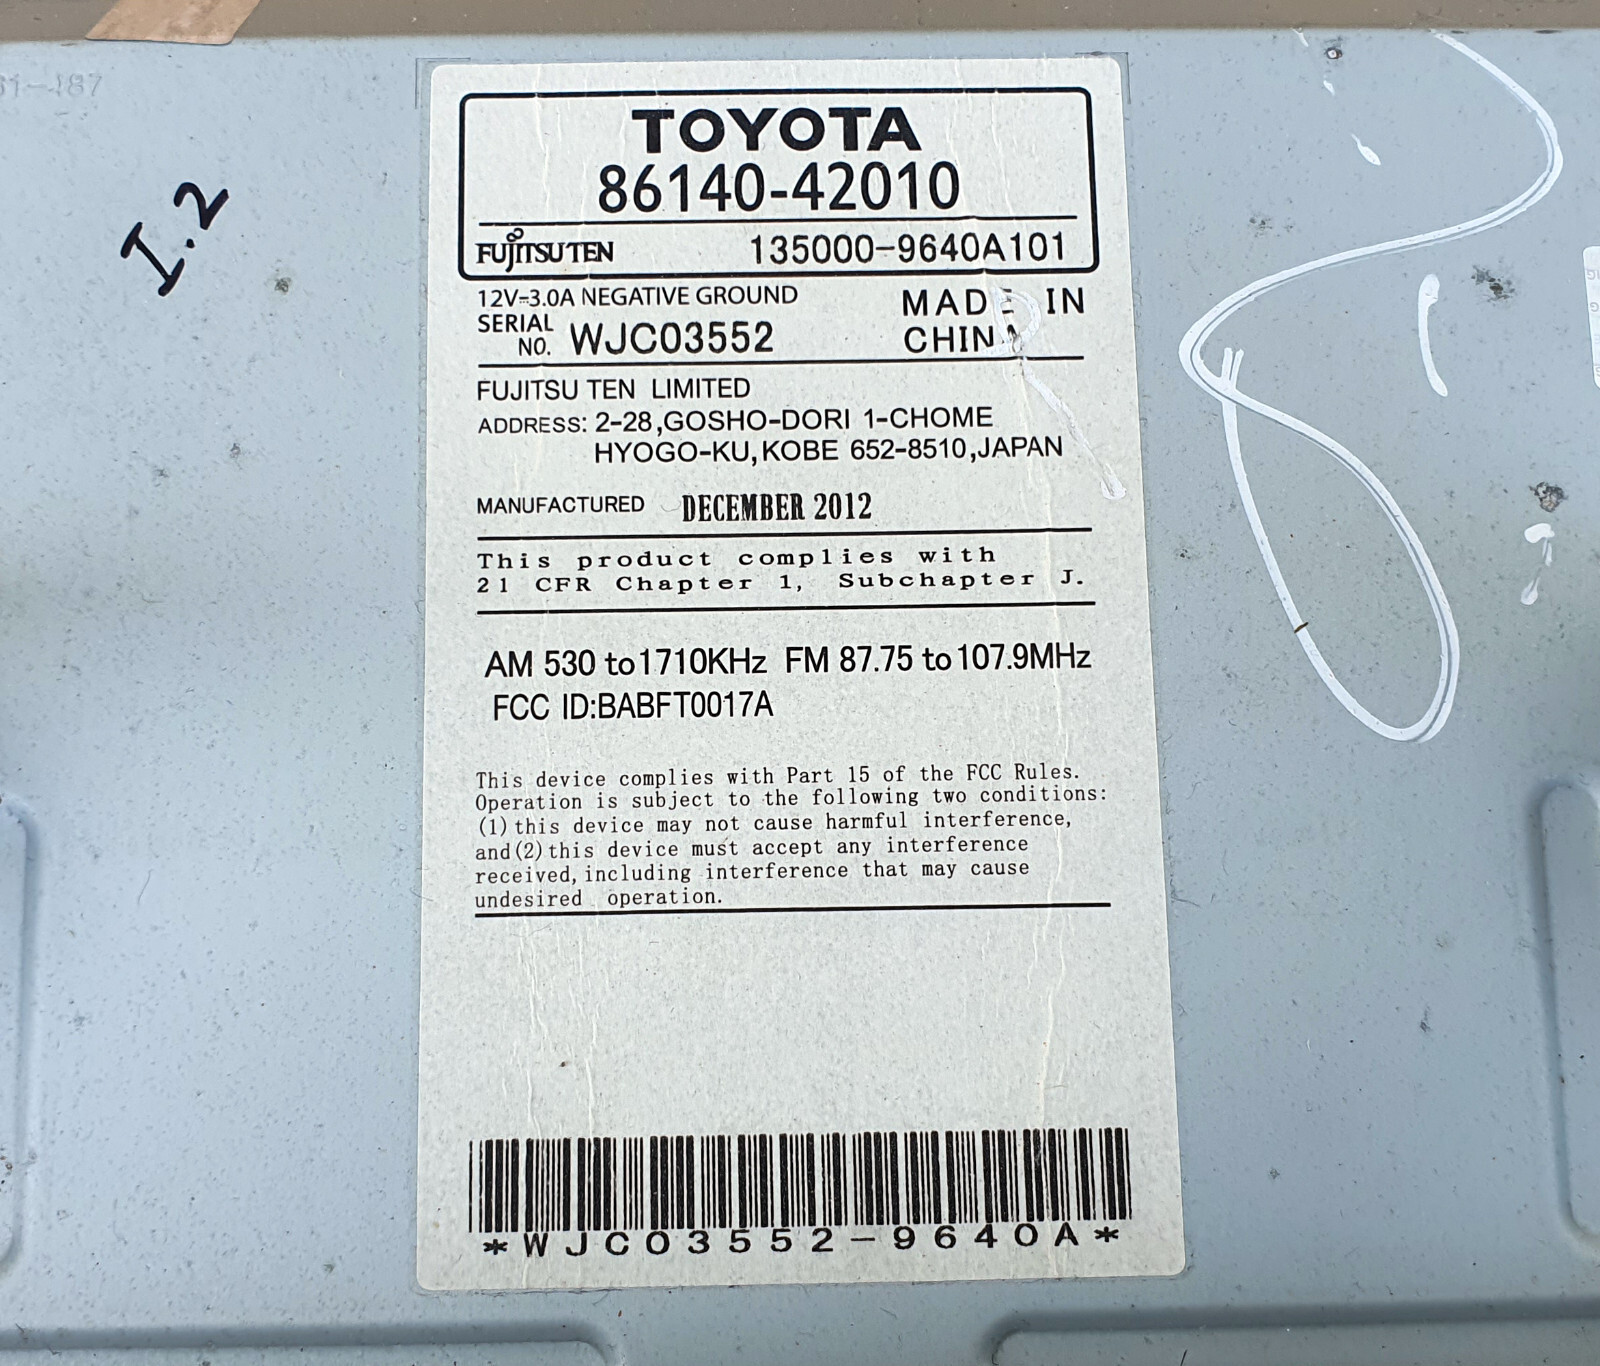 I.2
TOYOTA
86140-42010
FUJITSU TEN 135000-9640A101
12V⎓3.0A NEGATIVE GROUND
MADE IN
CHINA
SERIAL
NO. WJC03552
FUJITSU TEN LIMITED
ADDRESS: 2-28,GOSHO-DORI 1-CHOME
HYOGO-KU,KOBE 652-8510,JAPAN
MANUFACTURED DECEMBER 2012
This product complies with
21 CFR Chapter 1, Subchapter J.
AM 530 to 1710KHz FM 87.75 to 107.9MHz
FCC ID:BABFT0017A
This device complies with Part 15 of the FCC Rules.
Operation is subject to the following two conditions:
(1)this device may not cause harmful interference,
and(2)this device must accept any interference
received,including interference that may cause
undesired operation.
*WJC03552-9640A*